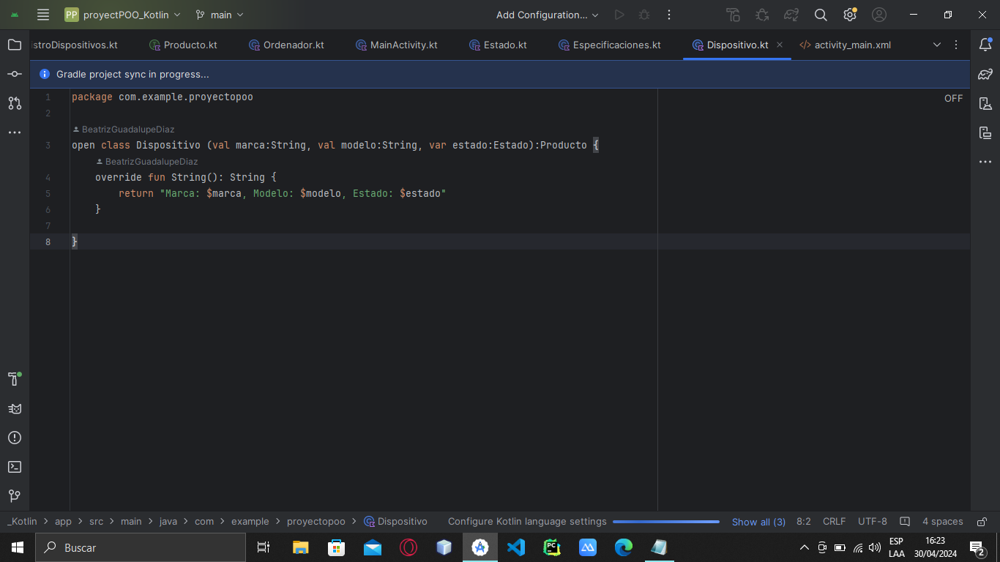 PP proyectPOO_Kotlin main Add Configuration...
stroDispositivos.kt Producto.kt Ordenador.kt MainActivity.kt Estado.kt Especificaciones.kt Dispositivo.kt </> activity_main.xml
Gradle project sync in progress...
OFF
1 package com.example.proyectopoo
2
BeatrizGuadalupeDiaz
3 open class Dispositivo (val marca:String, val modelo:String, var estado:Estado):Producto {
BeatrizGuadalupeDiaz
4 override fun String(): String {
5 return "Marca: $marca, Modelo: $modelo, Estado: $estado"
6 }
7
8 }
_Kotlin > app > src > main > java > com > example > proyectopoo > Dispositivo Configure Kotlin language settings Show all (3) 8:2 CRLF UTF-8 4 spaces
Buscar
PC
ESP
LAA
16:23
30/04/2024
2